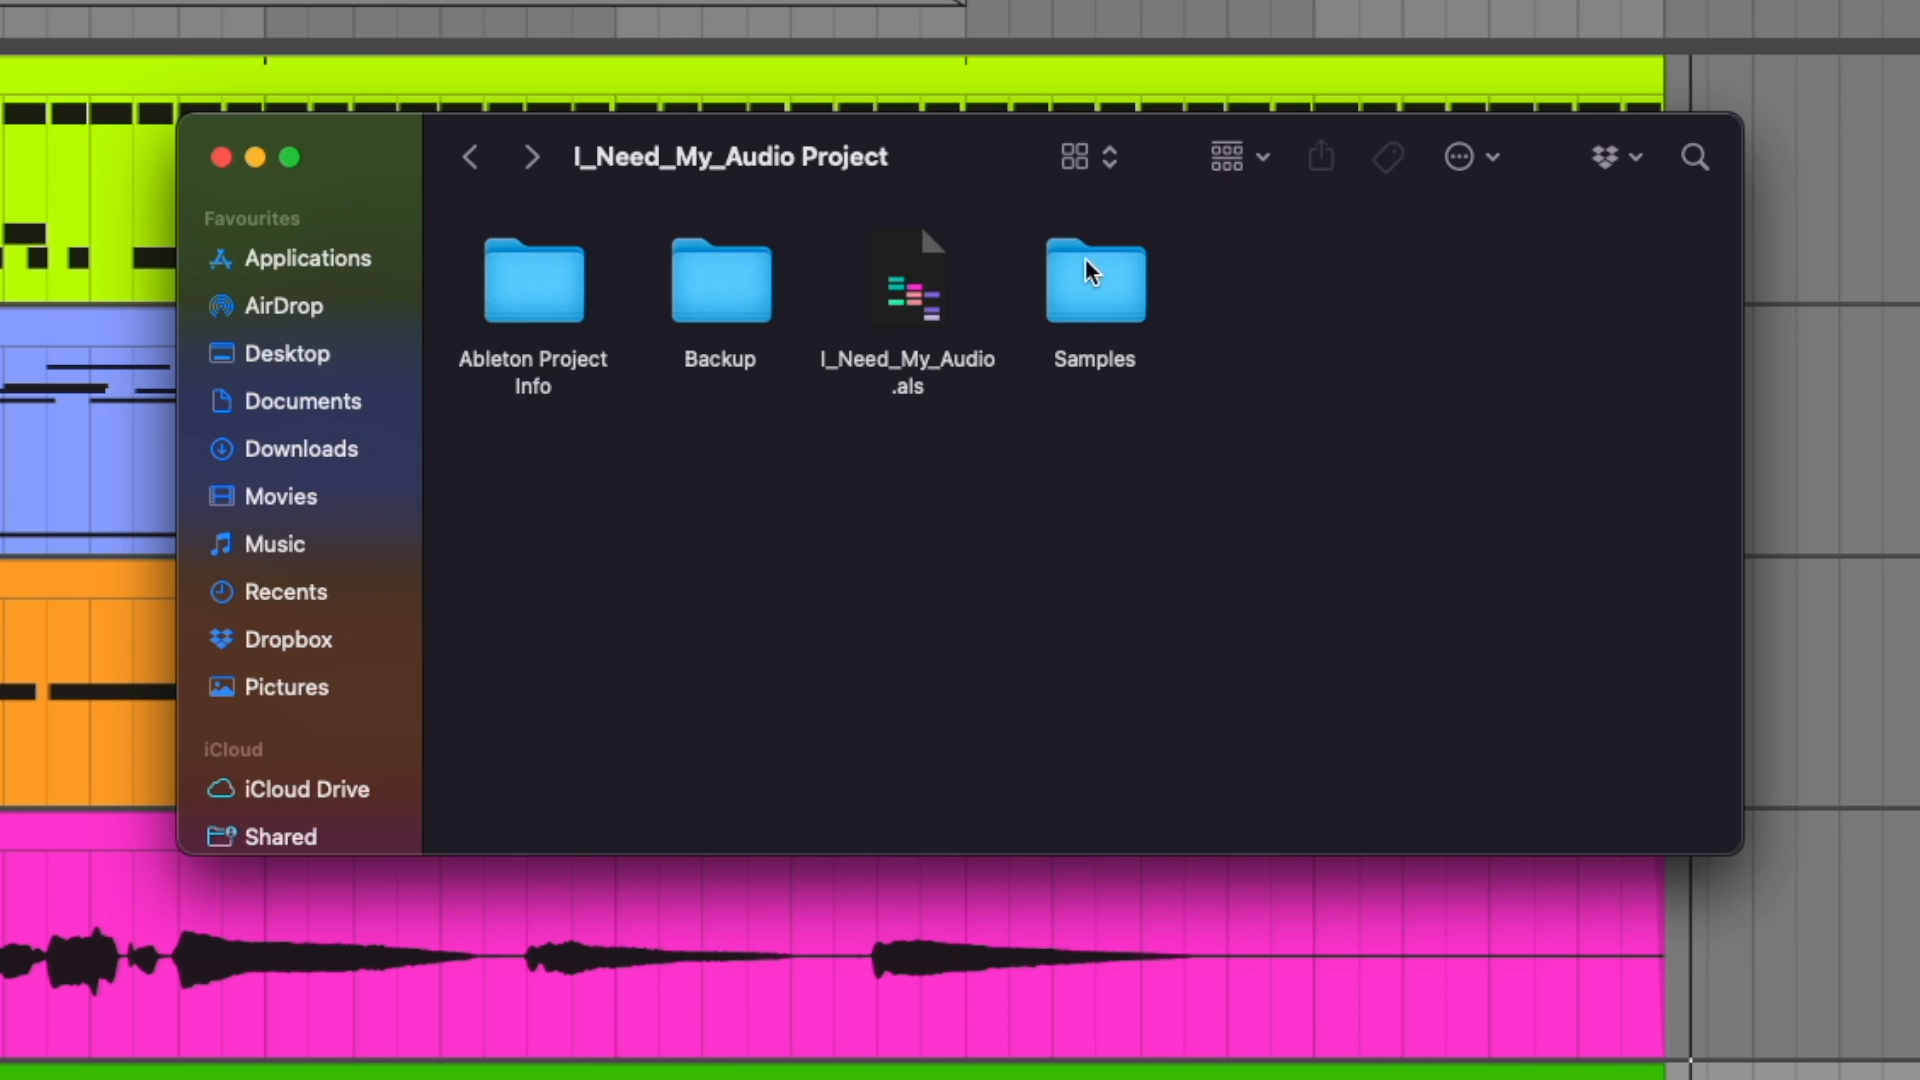 I_Need_My_Audio Project
Favourites
Applications
AirDrop
Desktop
Documents
Downloads
Movies
Music
Recents
Dropbox
Pictures
iCloud
iCloud Drive
Shared
Ableton Project
Info
Backup
I_Need_My_Audio
.als
Samples